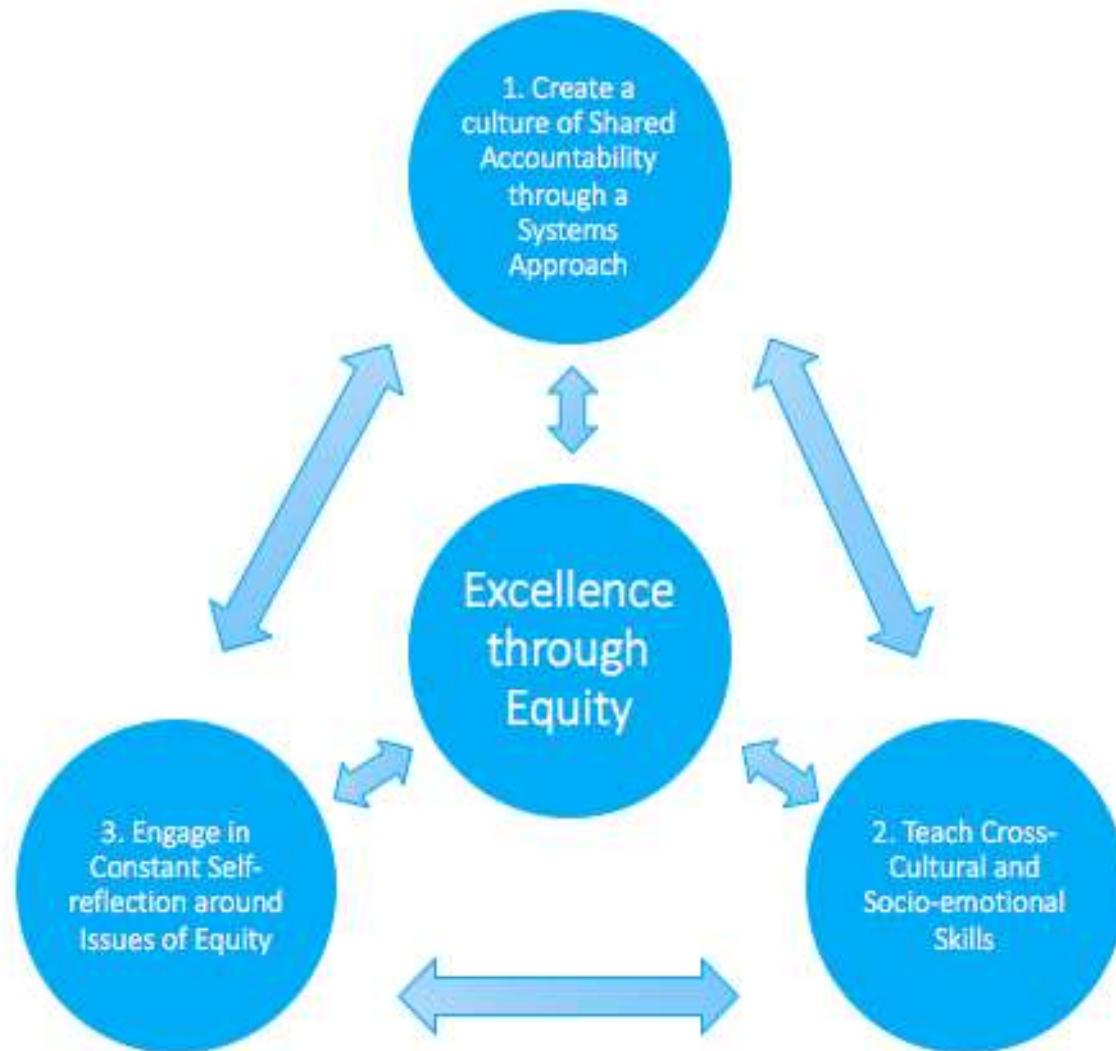 1. Create a
culture of Shared
Accountability
through a
Systems
Approach
Excellence
through
Equity
3. Engage in
Constant Self-
reflection around
Issues of Equity
2. Teach Cross-
Cultural and
Socio-emotional
Skills